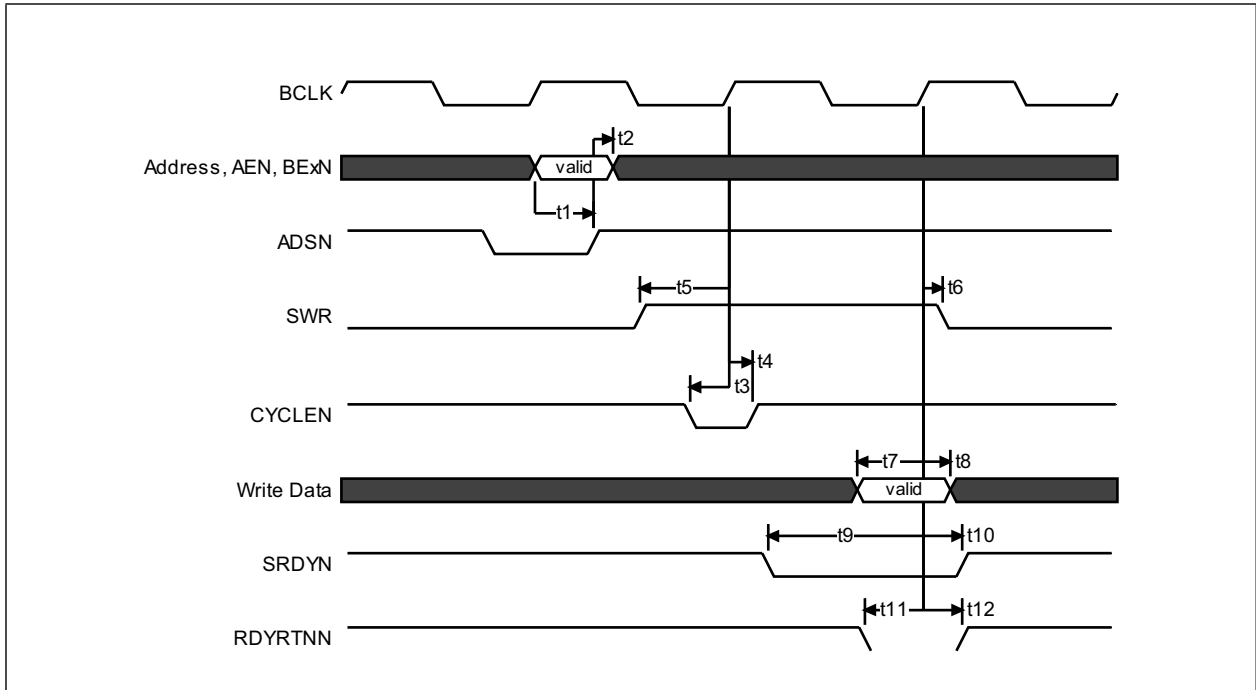 BCLK
t2
Address, AEN, BExN
valid
t1
ADSN
t5
t6
SWR
t4
t3
CYCLEN
t7
t8
Write Data
valid
t9
t10
SRDYN
t11
t12
RDYRTNN